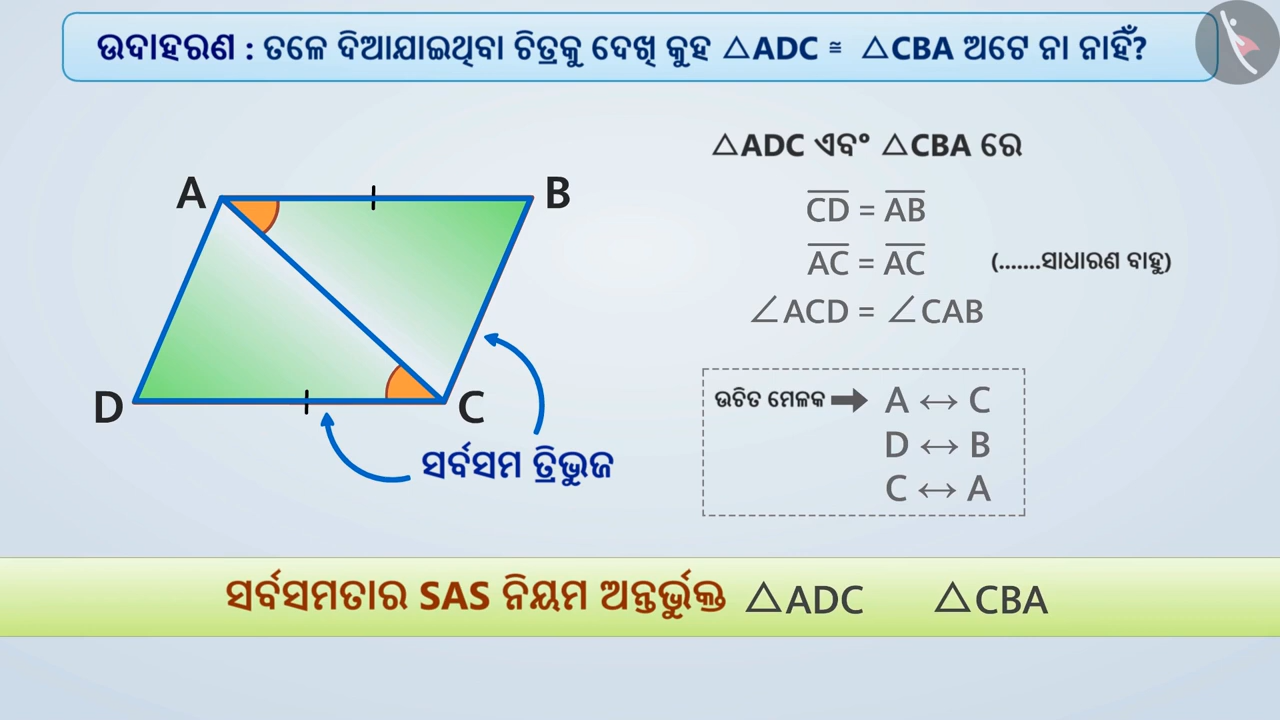 ଉଦାହରଣ : ତଳେ ଦିଆଯାଇଥିବା ଚିତ୍ରକୁ ଦେଖି କୁହ △ADC ≅ △CBA ଅଟେ ନା ନାହିଁ?
△ADC ଏବଂ △CBA ରେ
A
B
D
C
ସର୍ବସମ ତ୍ରିଭୁଜ
CD = AB
AC = AC (.......ସାଧାରଣ ବାହୁ)
∠ACD = ∠CAB
ଉଚିତ ମେଳକ ➡ A ↔ C
D ↔ B
C ↔ A
ସର୍ବସମତାର SAS ନିୟମ ଅନ୍ତର୍ଭୁକ୍ତ △ADC △CBA